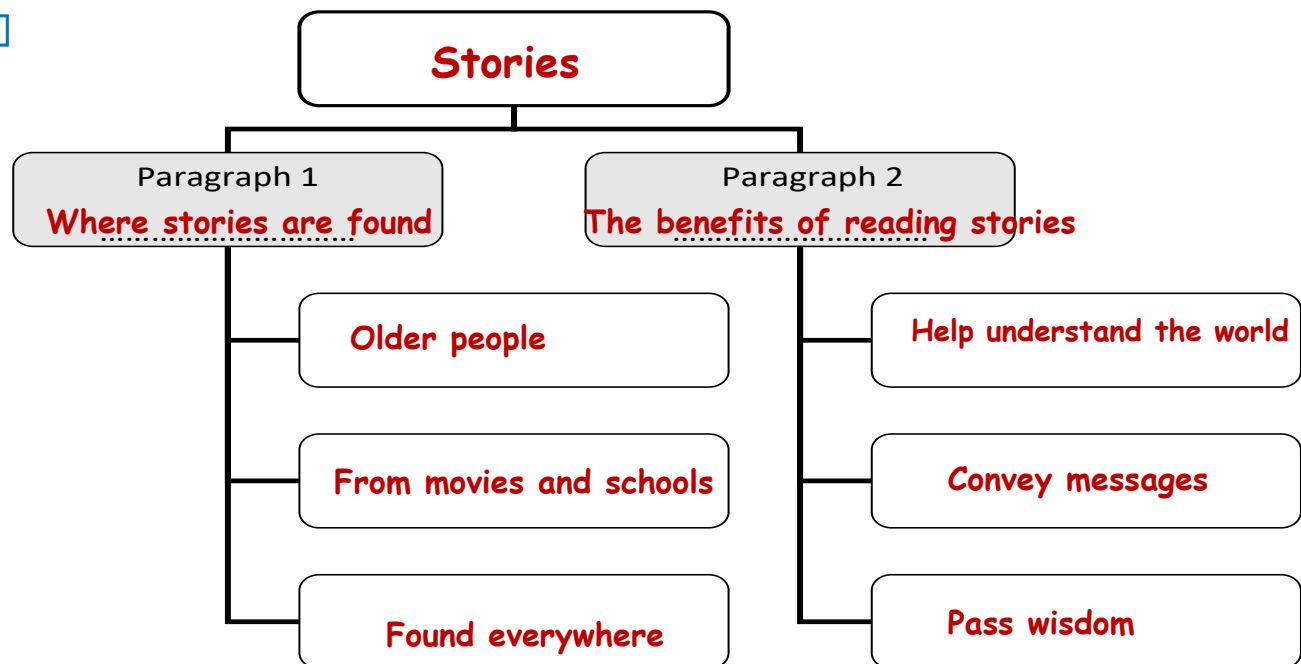 Stories
Paragraph 1
Where stories are found
Older people
From movies and schools
Found everywhere
Paragraph 2
The benefits of reading stories
Help understand the world
Convey messages
Pass wisdom